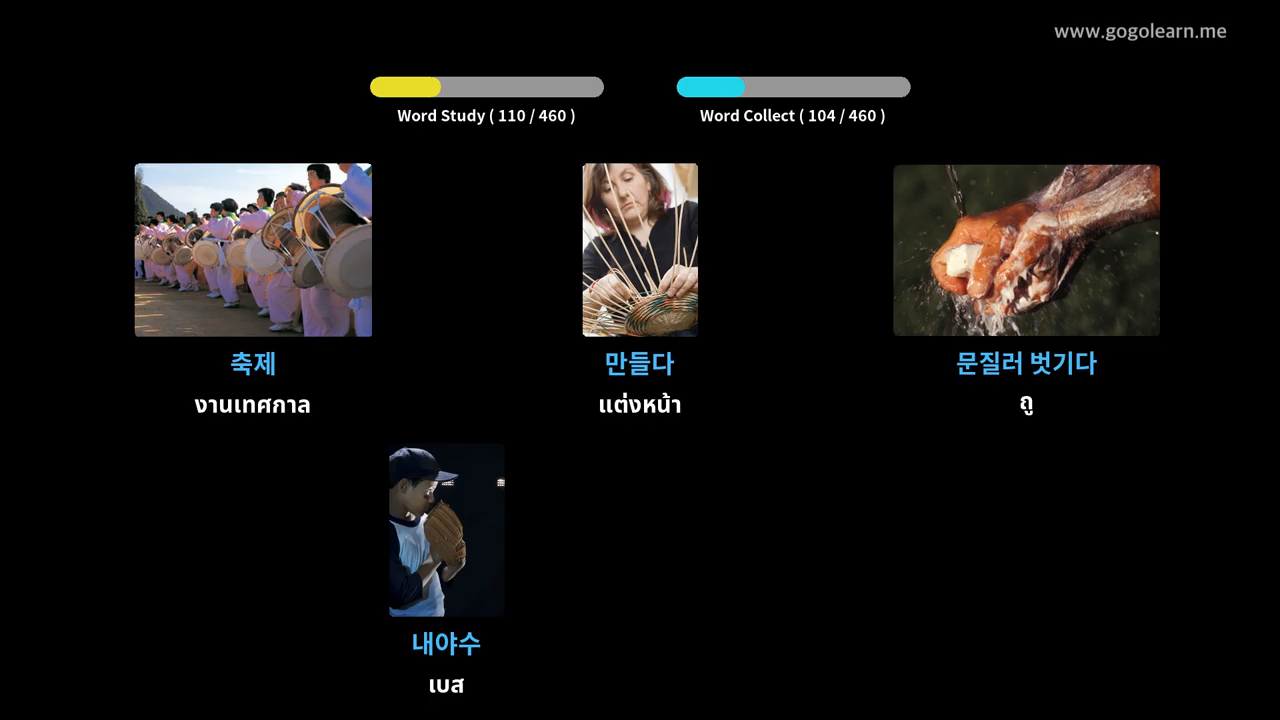 www.gogolearn.me
Word Study ( 110 / 460 )
Word Collect ( 104 / 460 )
축제
งานเทศกาล
만들다
แต่งหน้า
문질러 벗기다
ถู
내야수
เบส